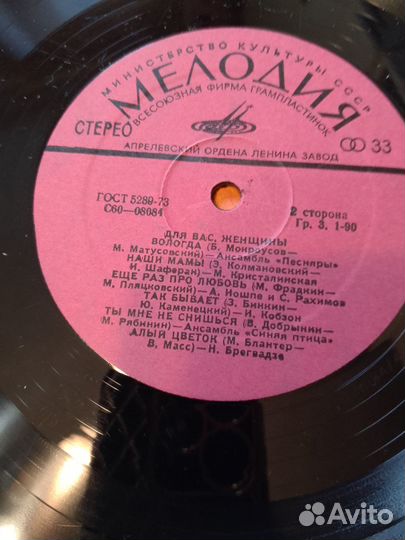 МИНИСТЕРСТВО КУЛЬТУРЫ СССР
МЕЛОДИЯ
ВСЕСОЮЗНАЯ ФИРМА ГРАМПЛАСТИНОК
СТЕРЕО
33
АПРЕЛЕВСКИЙ ОРДЕНА ЛЕНИНА ЗАВОД
ГОСТ 5289-73
С60—08084
2 сторона
Гр. 3. 1-90
ДЛЯ ВАС, ЖЕНЩИНЫ
ВОЛОГДА (Б. Мокроусов—
М. Матусовский)—Ансамбль «Песняры»
НАШИ МАМЫ (Э. Колмановский—
И. Шаферан)—М. Кристалинская
ЕЩЕ РАЗ ПРО ЛЮБОВЬ (М. Фрадкин—
М. Пляцковский)—А. Иошпе и С. Рахимов
ТАК БЫВАЕТ (З. Бинкин—
Ю. Каменецкий)—И. Кобзон
ТЫ МНЕ НЕ СНИШЬСЯ (В. Добрынин—
М. Рябинин)—Ансамбль «Синяя птица»
АЛЫЙ ЦВЕТОК (М. Блантер—
В. Масс)—Н. Брегвадзе
Avito